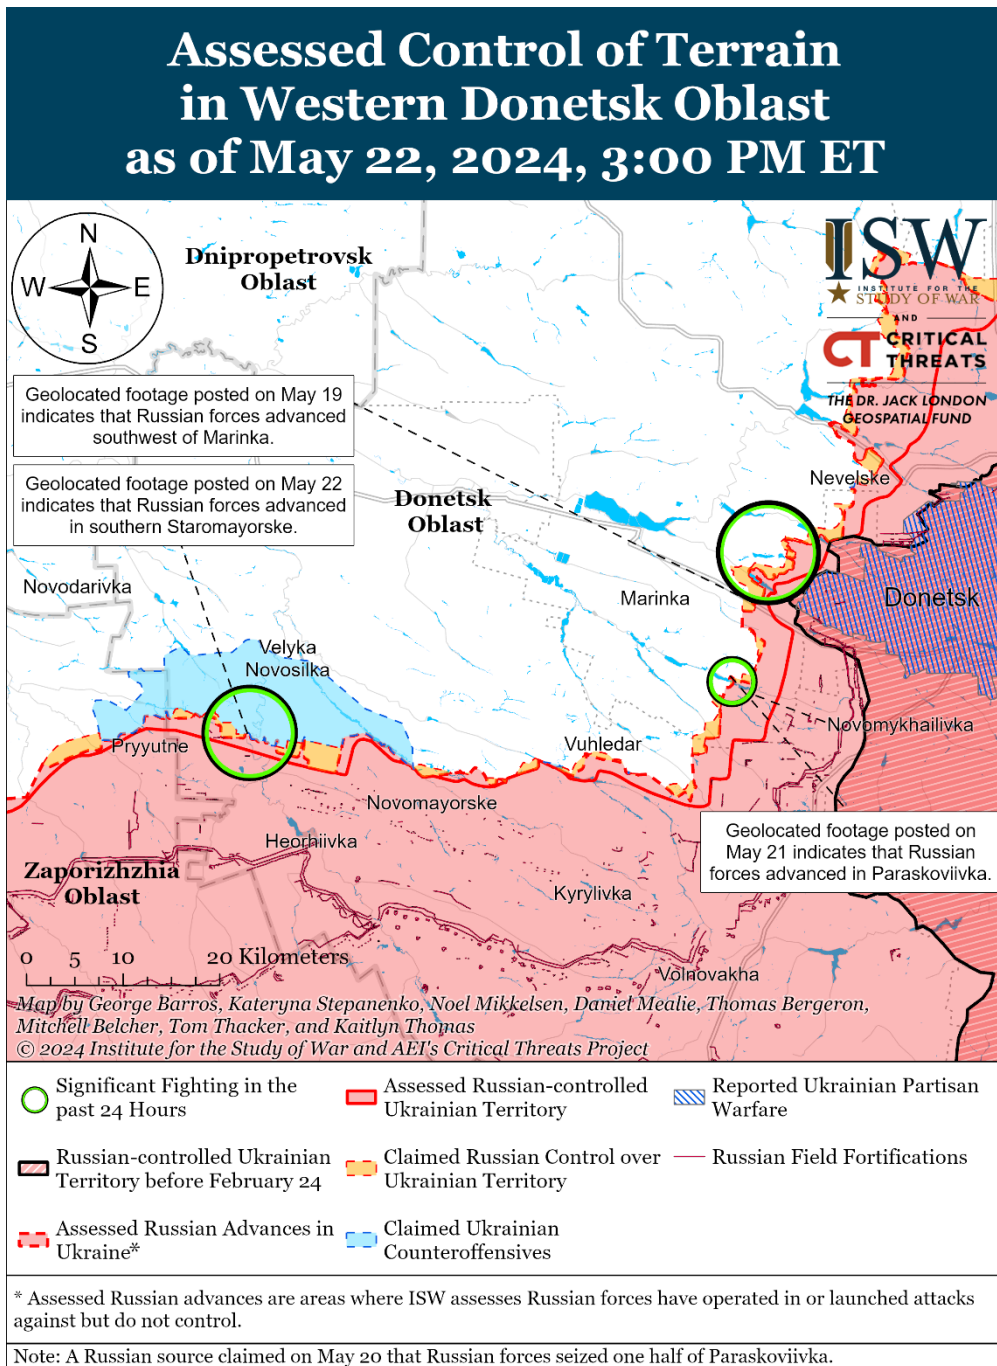 Assessed Control of Terrain
in Western Donetsk Oblast
as of May 22, 2024, 3:00 PM ET
N
W
E
S
Dnipropetrovsk
Oblast
ISW
INSTITUTE FOR THE
STUDY OF WAR
AND
CT CRITICAL
THREATS
THE DR. JACK LONDON
GEOSPATIAL FUND
Geolocated footage posted on May 19
indicates that Russian forces advanced
southwest of Marinka.
Geolocated footage posted on May 22
indicates that Russian forces advanced
in southern Staromayorske.
Donetsk
Oblast
Nevelske
Novodarivka
Marinka
Donetsk
Velyka
Novosilka
Novomykhailivka
Pryyutne
Vuhledar
Novomayorske
Heorhiivka
Geolocated footage posted on
May 21 indicates that Russian
forces advanced in Paraskoviivka.
Zaporizhzhia
Oblast
Kyrylivka
Volnovakha
0 5 10 20 Kilometers
Map by George Barros, Kateryna Stepanenko, Noel Mikkelsen, Daniel Mealie, Thomas Bergeron,
Mitchell Belcher, Tom Thacker, and Kaitlyn Thomas
© 2024 Institute for the Study of War and AEI's Critical Threats Project
Significant Fighting in the
past 24 Hours
Assessed Russian-controlled
Ukrainian Territory
Reported Ukrainian Partisan
Warfare
Russian-controlled Ukrainian
Territory before February 24
Claimed Russian Control over
Ukrainian Territory
Russian Field Fortifications
Assessed Russian Advances in
Ukraine*
Claimed Ukrainian
Counteroffensives
* Assessed Russian advances are areas where ISW assesses Russian forces have operated in or launched attacks
against but do not control.
Note: A Russian source claimed on May 20 that Russian forces seized one half of Paraskoviivka.